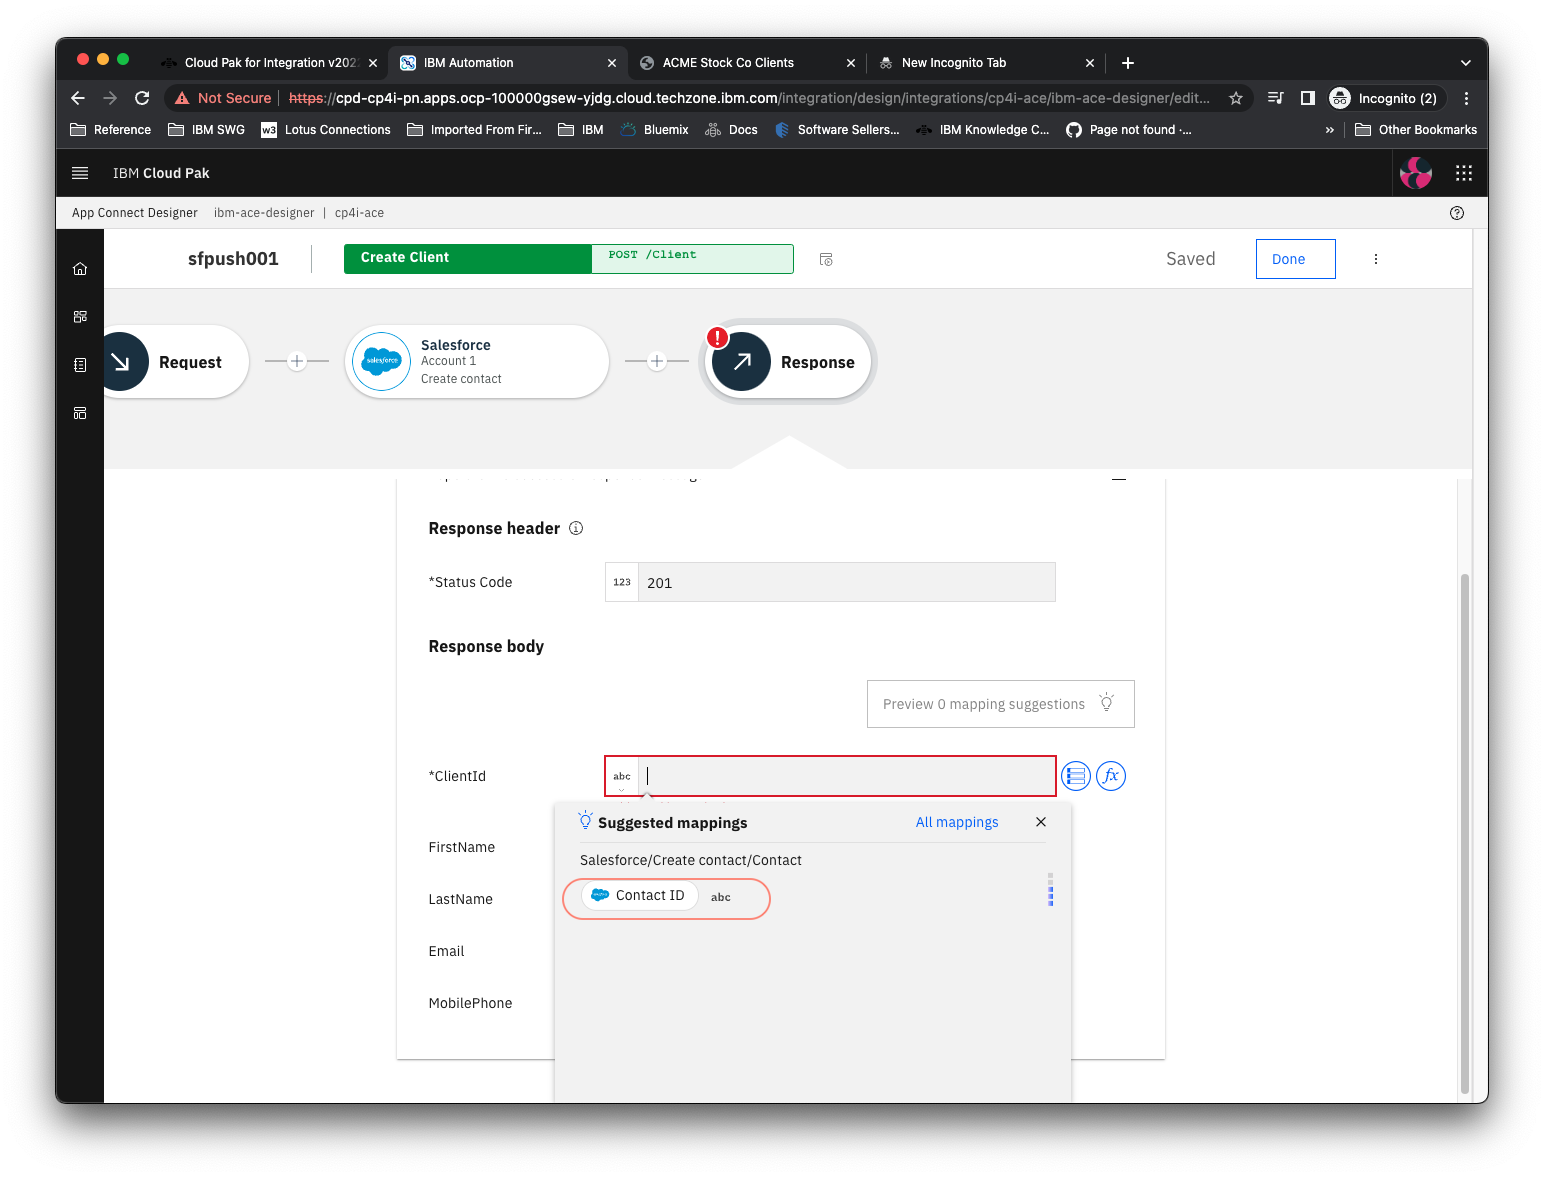 Cloud Pak for Integration v202
IBM Automation
ACME Stock Co Clients
New Incognito Tab
Not Secure
https://cpd-cp4i-pn.apps.ocp-100000gsew-yjdg.cloud.techzone.ibm.com/integration/design/integrations/cp4i-ace/ibm-ace-designer/edit...
Incognito (2)
Reference
IBM SWG
w3
Lotus Connections
Imported From Fir...
IBM
Bluemix
Docs
Software Sellers...
IBM Knowledge C...
Page not found ·...
»
Other Bookmarks
IBM Cloud Pak
App Connect Designer
ibm-ace-designer | cp4i-ace
sfpush001
Create Client
POST /Client
Saved
Done
Request
salesforce
Salesforce
Account 1
Create contact
Response
Response header
*Status Code
123
201
Response body
Preview 0 mapping suggestions
*ClientId
abc
fx
Suggested mappings
All mappings
Salesforce/Create contact/Contact
FirstName
Contact ID
abc
LastName
Email
MobilePhone